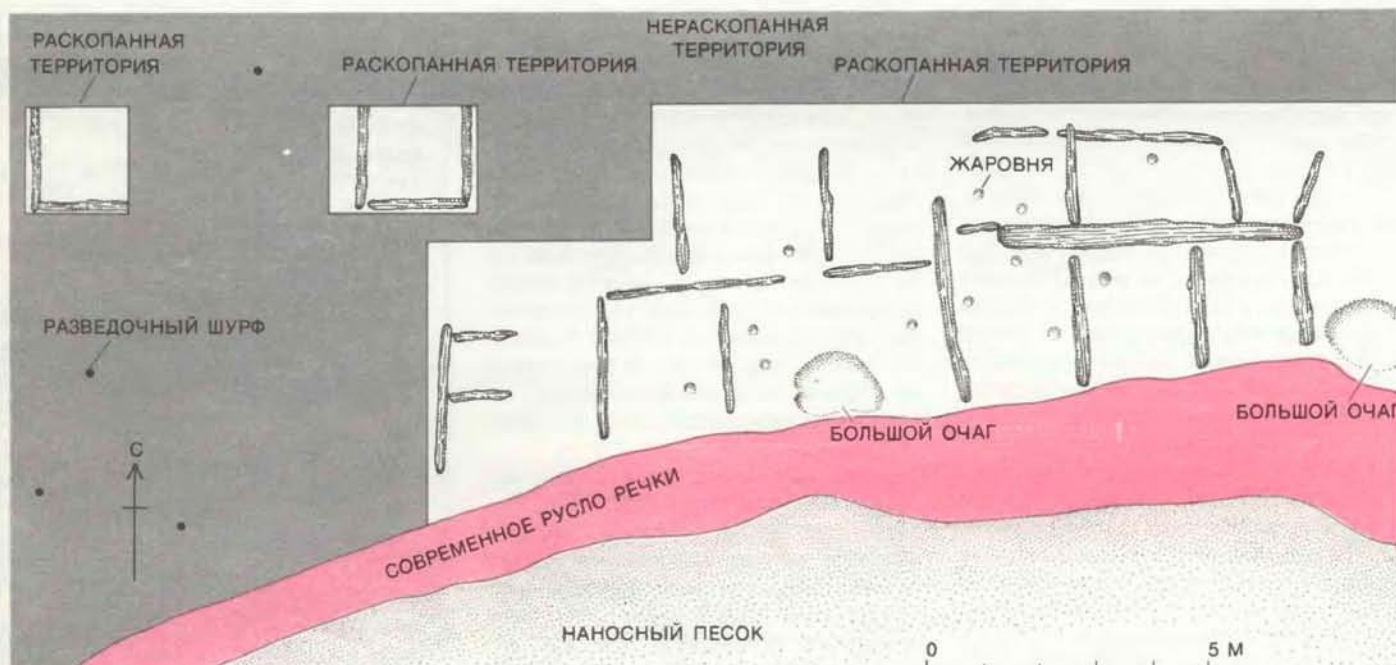 РАСКОПАННАЯ
ТЕРРИТОРИЯ
РАСКОПАННАЯ ТЕРРИТОРИЯ
НЕРАСКОПАННАЯ
ТЕРРИТОРИЯ
РАСКОПАННАЯ ТЕРРИТОРИЯ
ЖАРОВНЯ
РАЗВЕДОЧНЫЙ ШУРФ
С
БОЛЬШОЙ ОЧАГ
БОЛЬШОЙ ОЧАГ
СОВРЕМЕННОЕ РУСЛО РЕЧКИ
НАНОСНЫЙ ПЕСОК
0 5 М